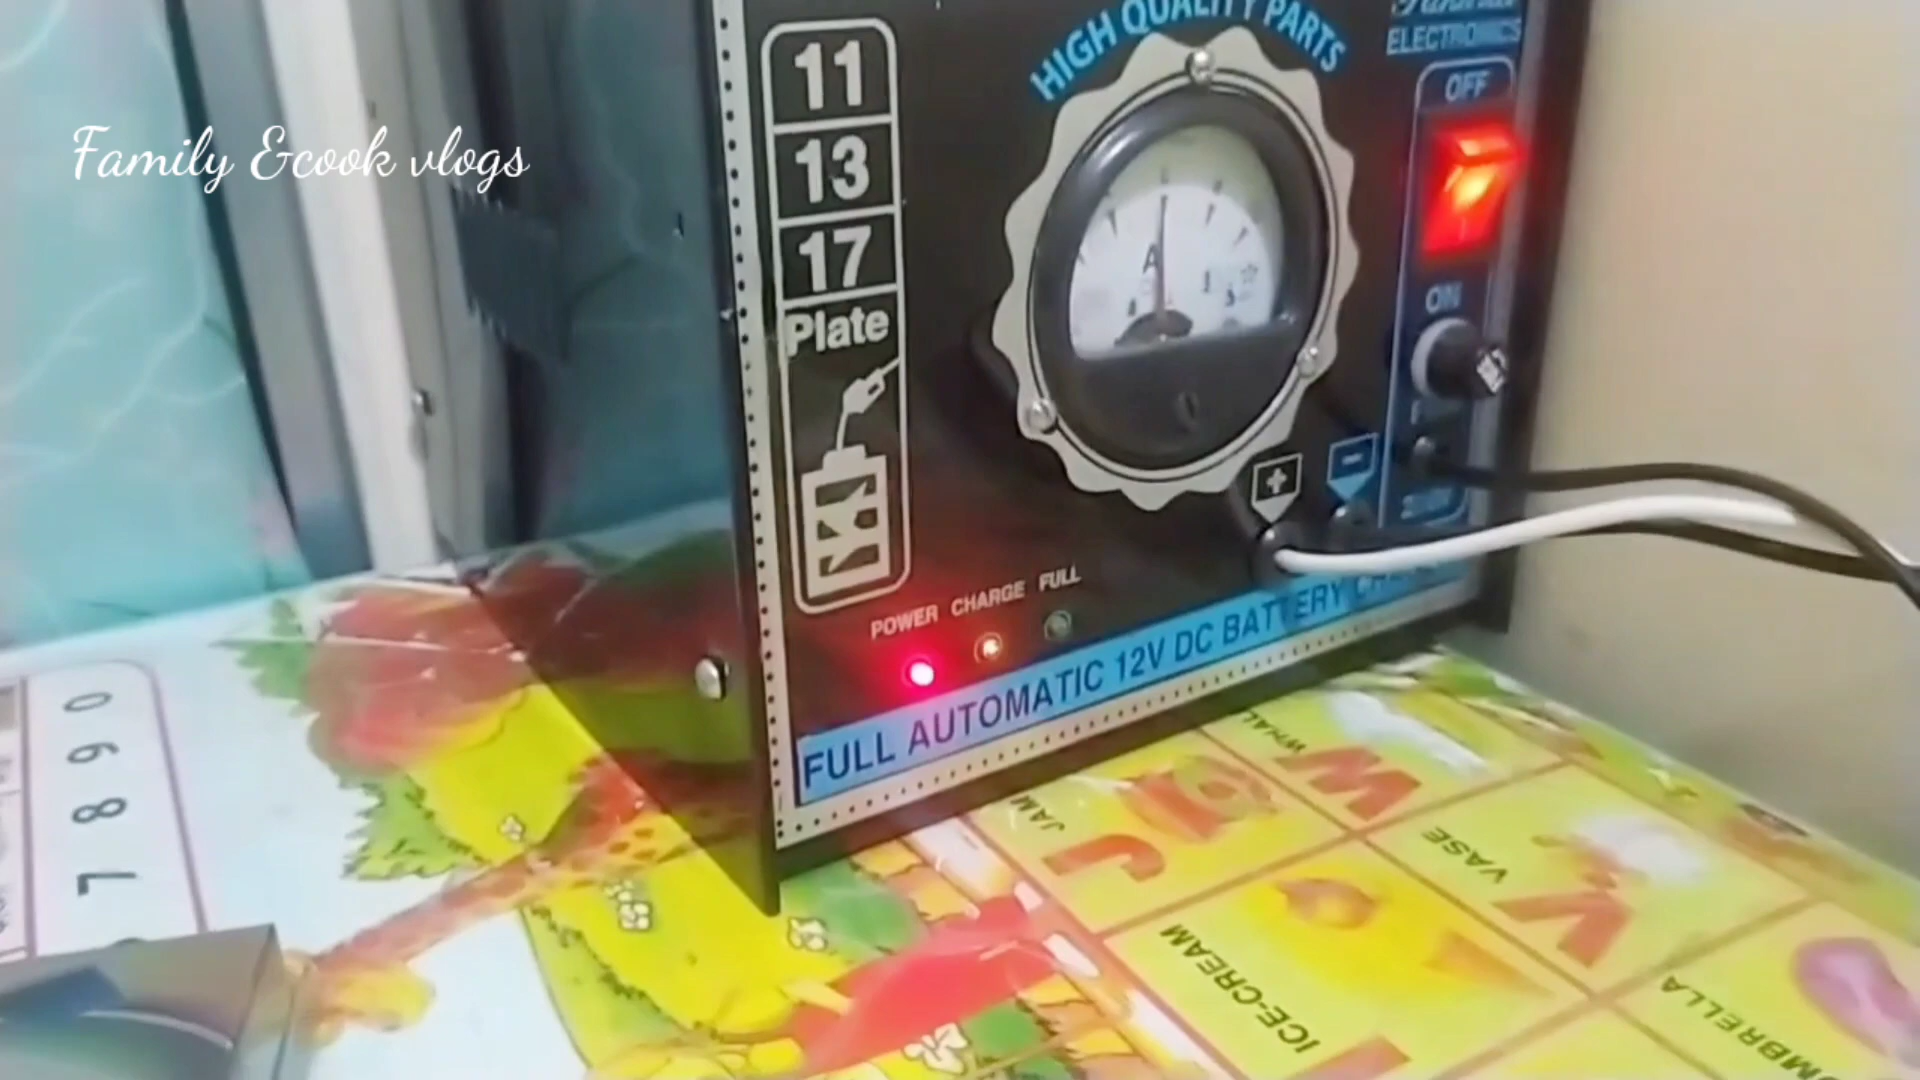 Family &cook vlogs
11
13
17
Plate
HIGH QUALITY PARTS
ELECTRONICS
OFF
ON
A
+
-
POWER CHARGE FULL
FULL AUTOMATIC 12V DC BATTERY
0
9
8
7
WHAL
W
JAM
J
VASE
V
ICE-CREAM
I
UMBRELLA